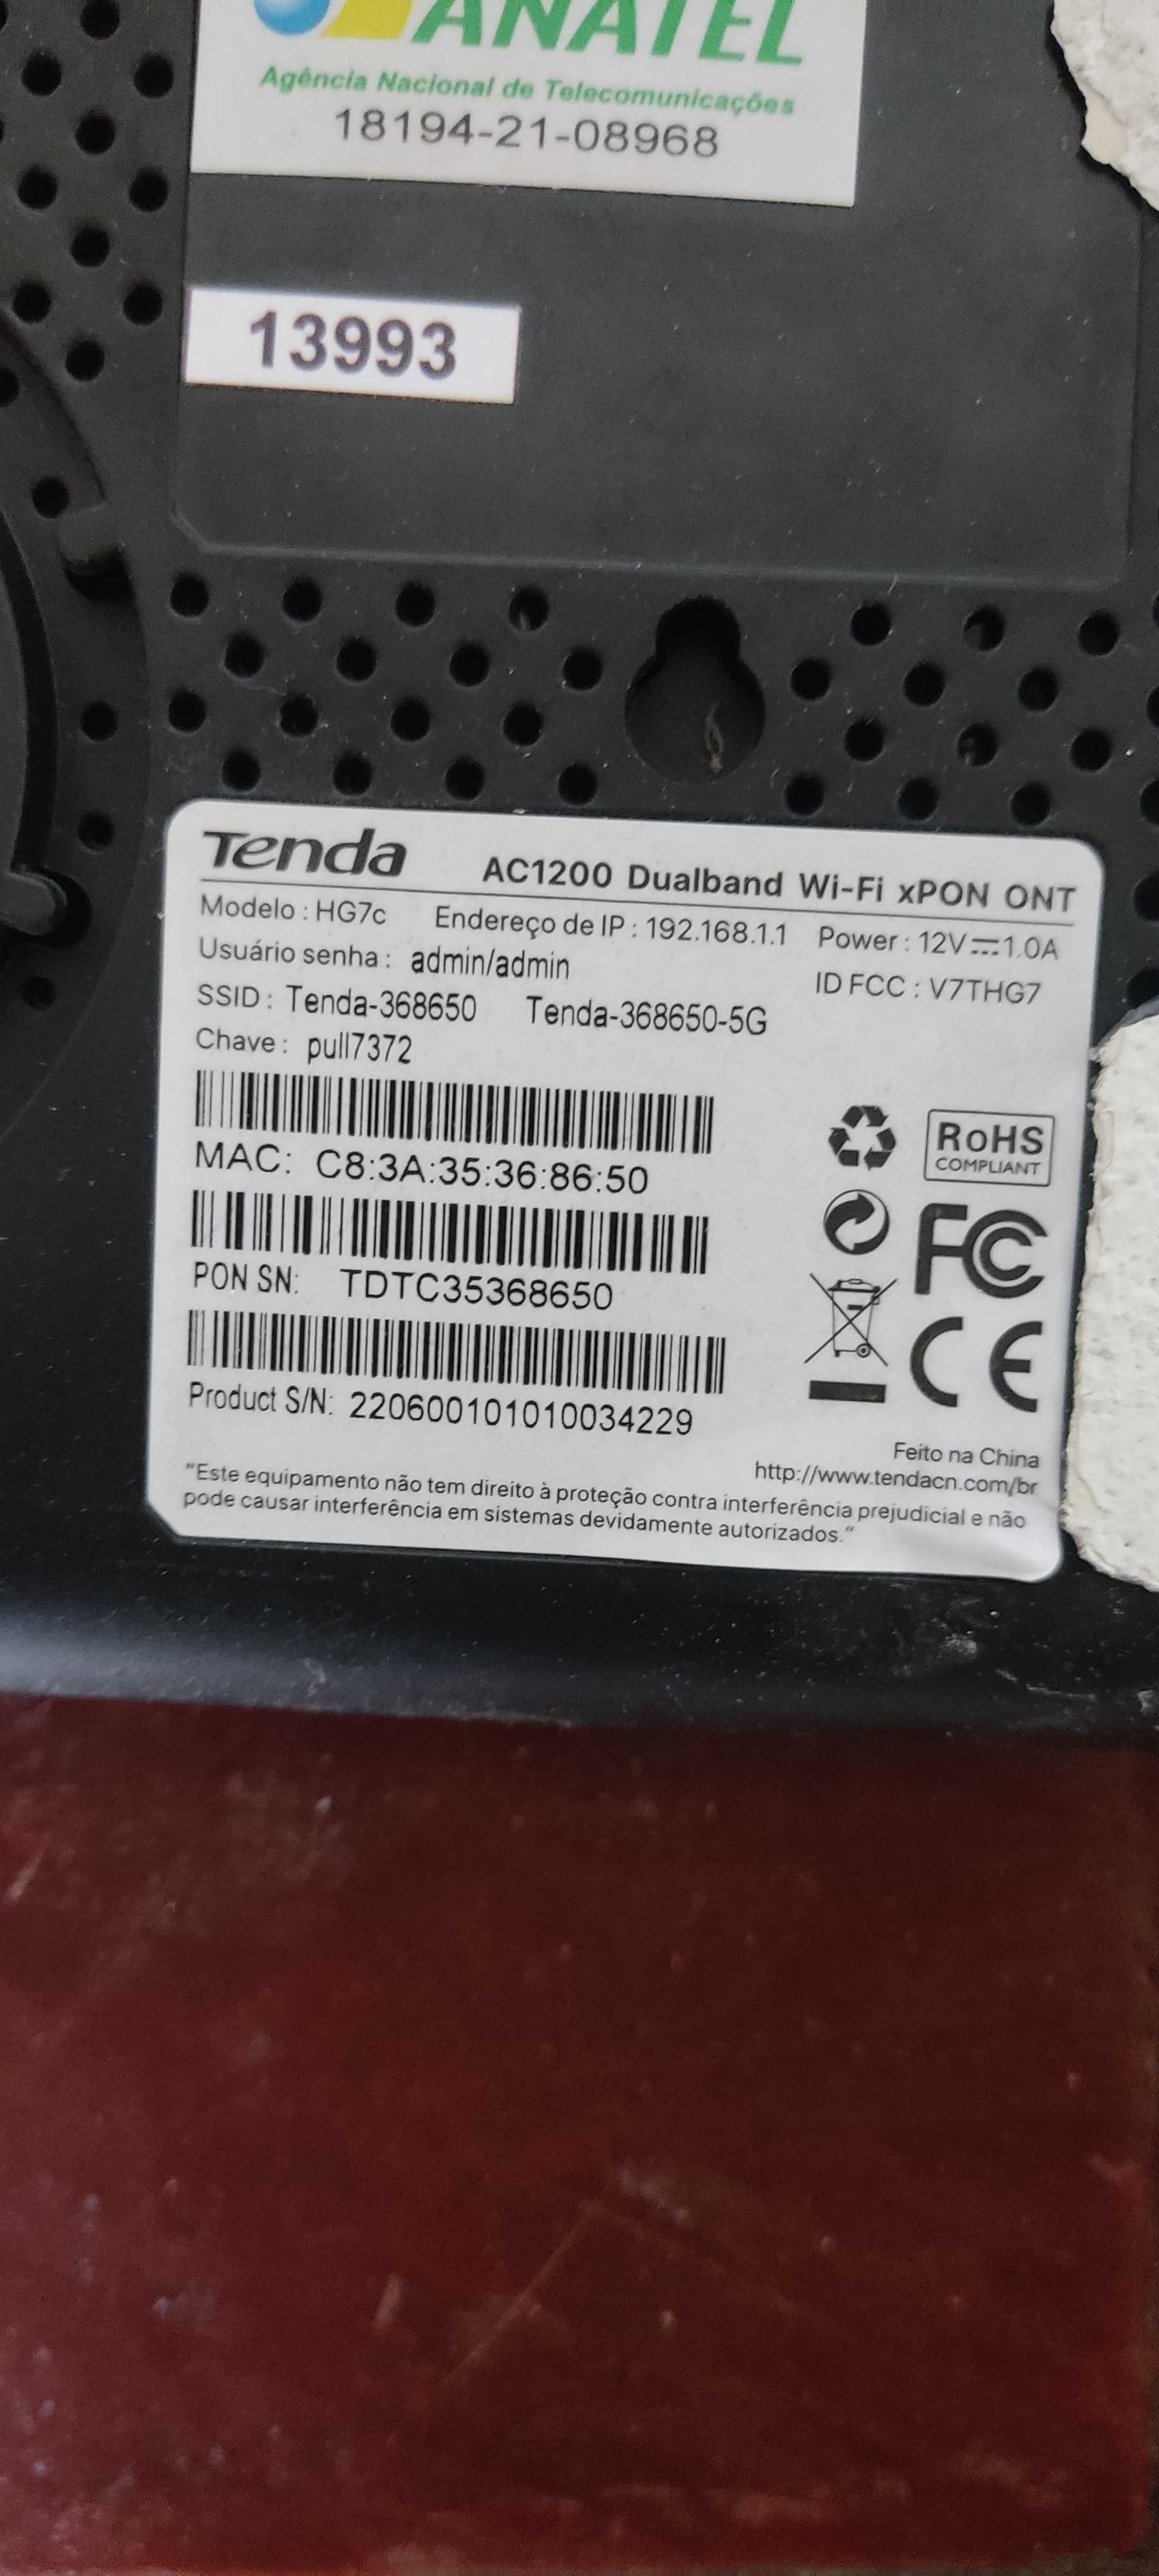 ANATEL
Agência Nacional de Telecomunicações
18194-21-08968
13993
Tenda AC1200 Dualband Wi-Fi xPON ONT
Modelo : HG7c Endereço de IP : 192.168.1.1 Power : 12V⎓1.0A
Usuário senha : admin/admin ID FCC : V7THG7
SSID : Tenda-368650 Tenda-368650-5G
Chave : pull7372
MAC: C8:3A:35:36:86:50
RoHS
COMPLIANT
PON SN: TDTC35368650
FC
CE
Product S/N: 220600101010034229
Feito na China
http://www.tendacn.com/br
"Este equipamento não tem direito à proteção contra interferência prejudicial e não
pode causar interferência em sistemas devidamente autorizados."